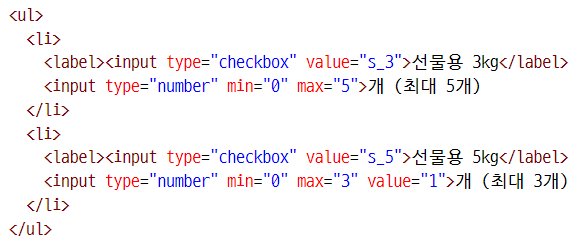 <ul>
  <li>
    <label><input type="checkbox" value="s_3">선물용 3kg</label>
    <input type="number" min="0" max="5">개 (최대 5개)
  </li>
  <li>
    <label><input type="checkbox" value="s_5">선물용 5kg</label>
    <input type="number" min="0" max="3" value="1">개 (최대 3개)
  </li>
</ul>